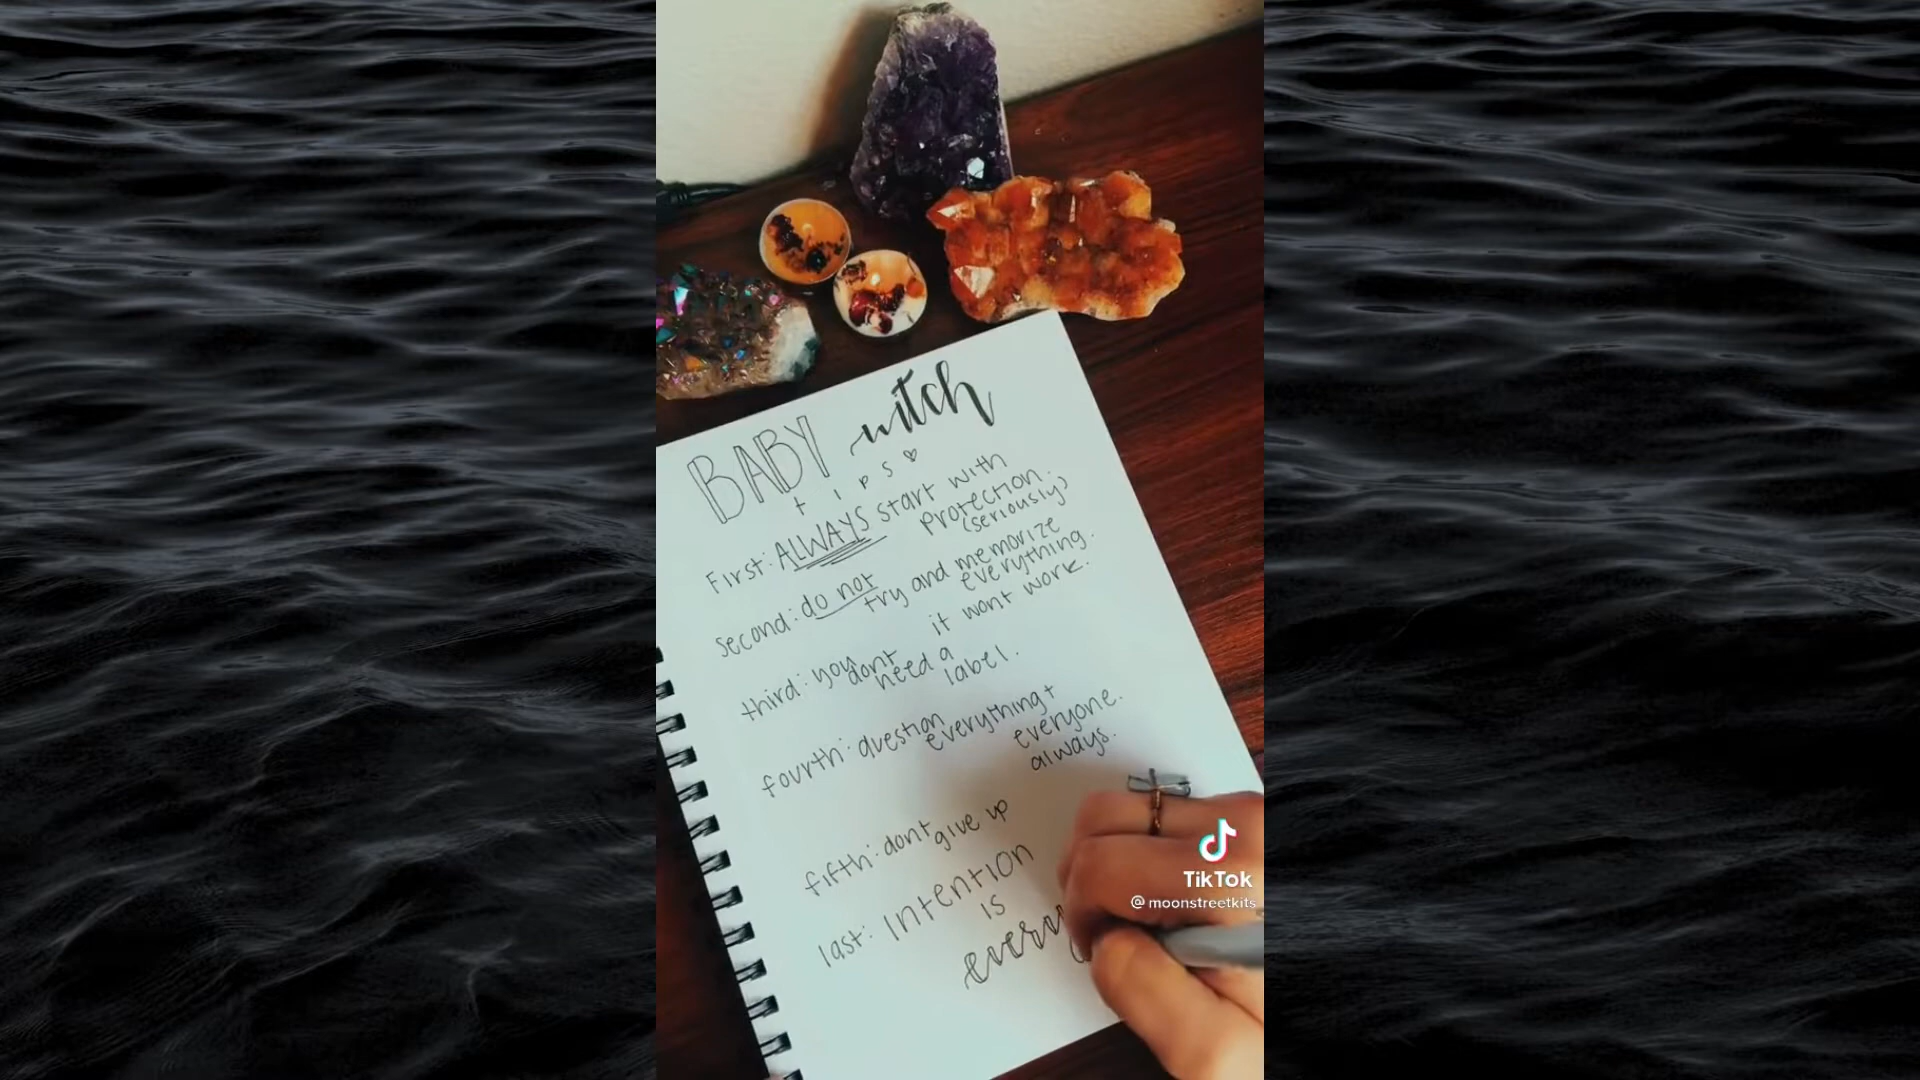 BABY witch
tips
First: ALWAYS start with
protection.
(seriously)
second: do not
try and memorize
everything.
it wont work.
third: you
dont
need a
label.
fourth: question
everything +
everyone.
always.
fifth: dont give up
last: Intention
is
every
TikTok
@moonstreetkits